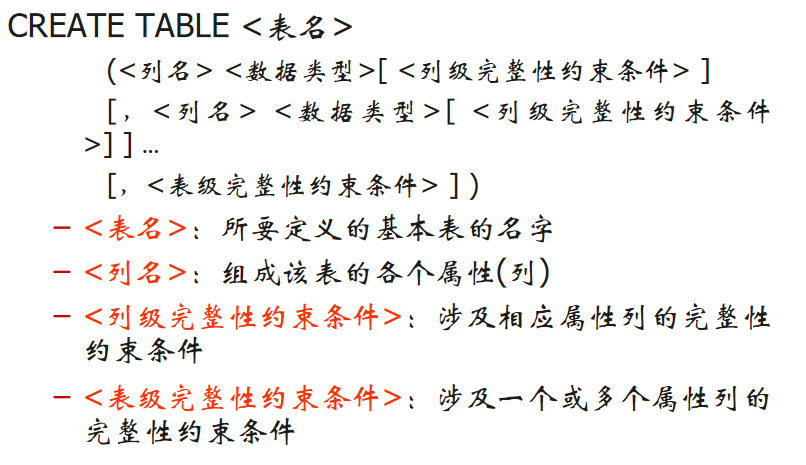 CREATE TABLE <表名>
(<列名> <数据类型>[ <列级完整性约束条件> ]
[，<列名> <数据类型>[ <列级完整性约束条件
>] ] …
[，<表级完整性约束条件> ] )
– <表名>：所要定义的基本表的名字
– <列名>：组成该表的各个属性(列)
– <列级完整性约束条件>：涉及相应属性列的完整性
约束条件
– <表级完整性约束条件>：涉及一个或多个属性列的
完整性约束条件